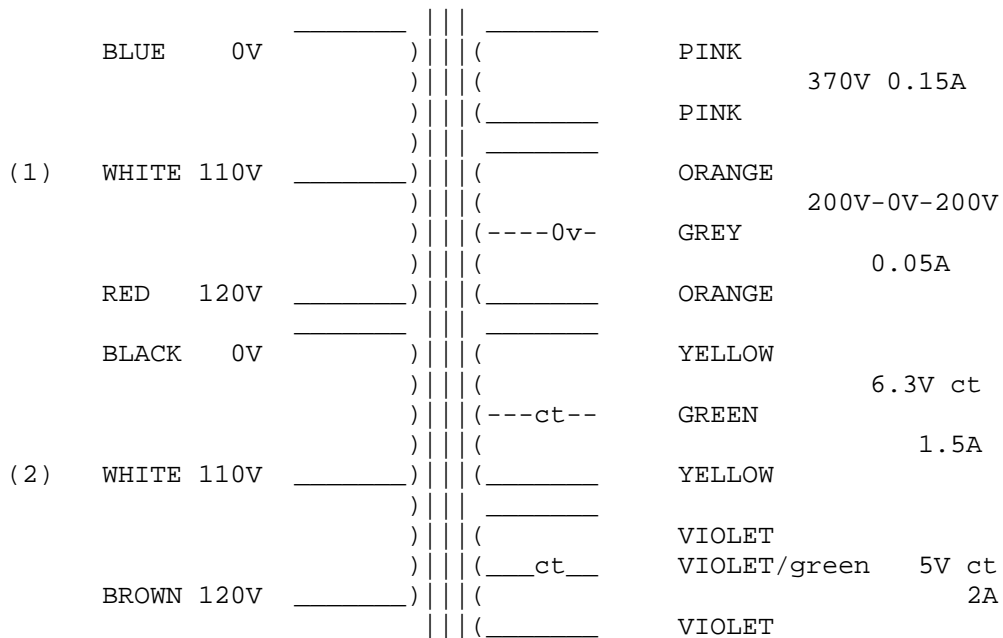 BLUE 0V PINK
370V 0.15A
PINK
(1) WHITE 110V ORANGE
200V-0V-200V
----0v- GREY
0.05A
RED 120V ORANGE
BLACK 0V YELLOW
6.3V ct
---ct-- GREEN
1.5A
(2) WHITE 110V YELLOW
VIOLET
___ct__ VIOLET/green 5V ct
BROWN 120V 2A
VIOLET